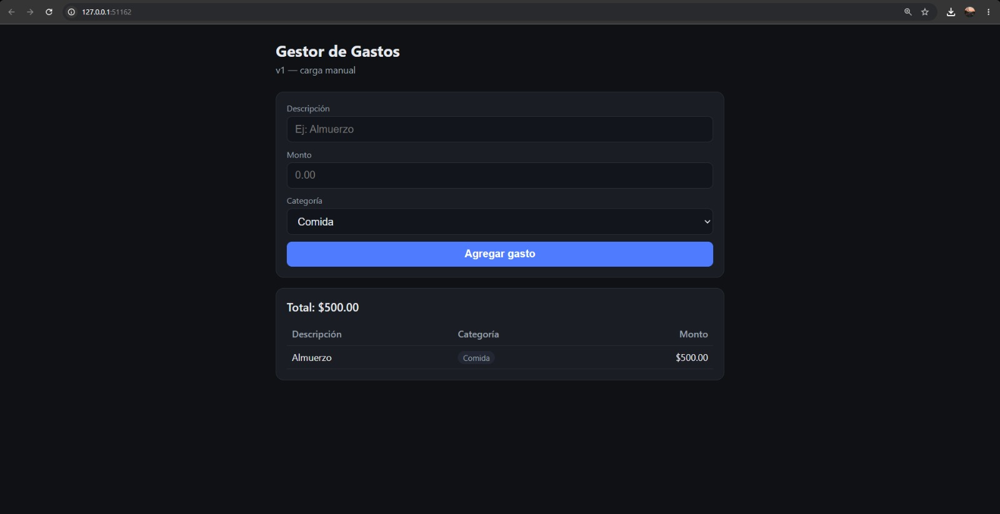 127.0.0.1:51162
Gestor de Gastos
v1 — carga manual
Descripción
Ej: Almuerzo
Monto
0.00
Categoría
Comida
Agregar gasto
Total: $500.00
Descripción Categoría Monto
Almuerzo Comida $500.00